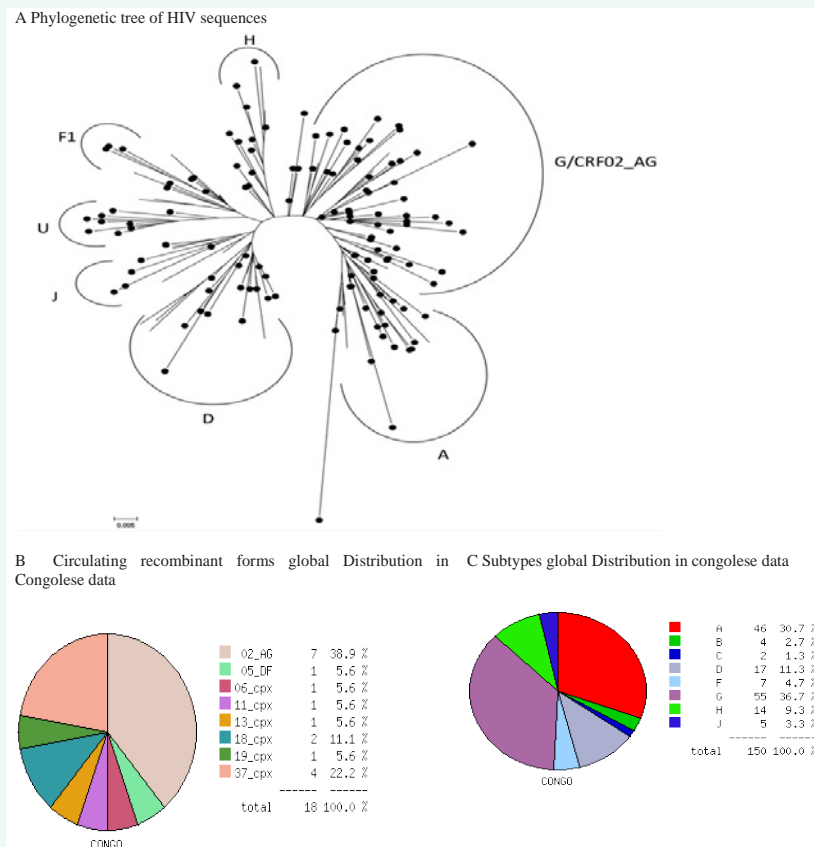 A Phylogenetic tree of HIV sequences
H
F1
G/CRF02_AG
U
J
D
A
0.005
B Circulating recombinant forms global Distribution in
Congolese data
02_AG 7 38.9 %
05_DF 1 5.6 %
06_cpx 1 5.6 %
11_cpx 1 5.6 %
13_cpx 1 5.6 %
18_cpx 2 11.1 %
19_cpx 1 5.6 %
37_cpx 4 22.2 %
------ ------
total 18 100.0 %
CONGO
C Subtypes global Distribution in congolese data
A 46 30.7 %
B 4 2.7 %
C 2 1.3 %
D 17 11.3 %
F 7 4.7 %
G 55 36.7 %
H 14 9.3 %
J 5 3.3 %
------ ------
total 150 100.0 %
CONGO